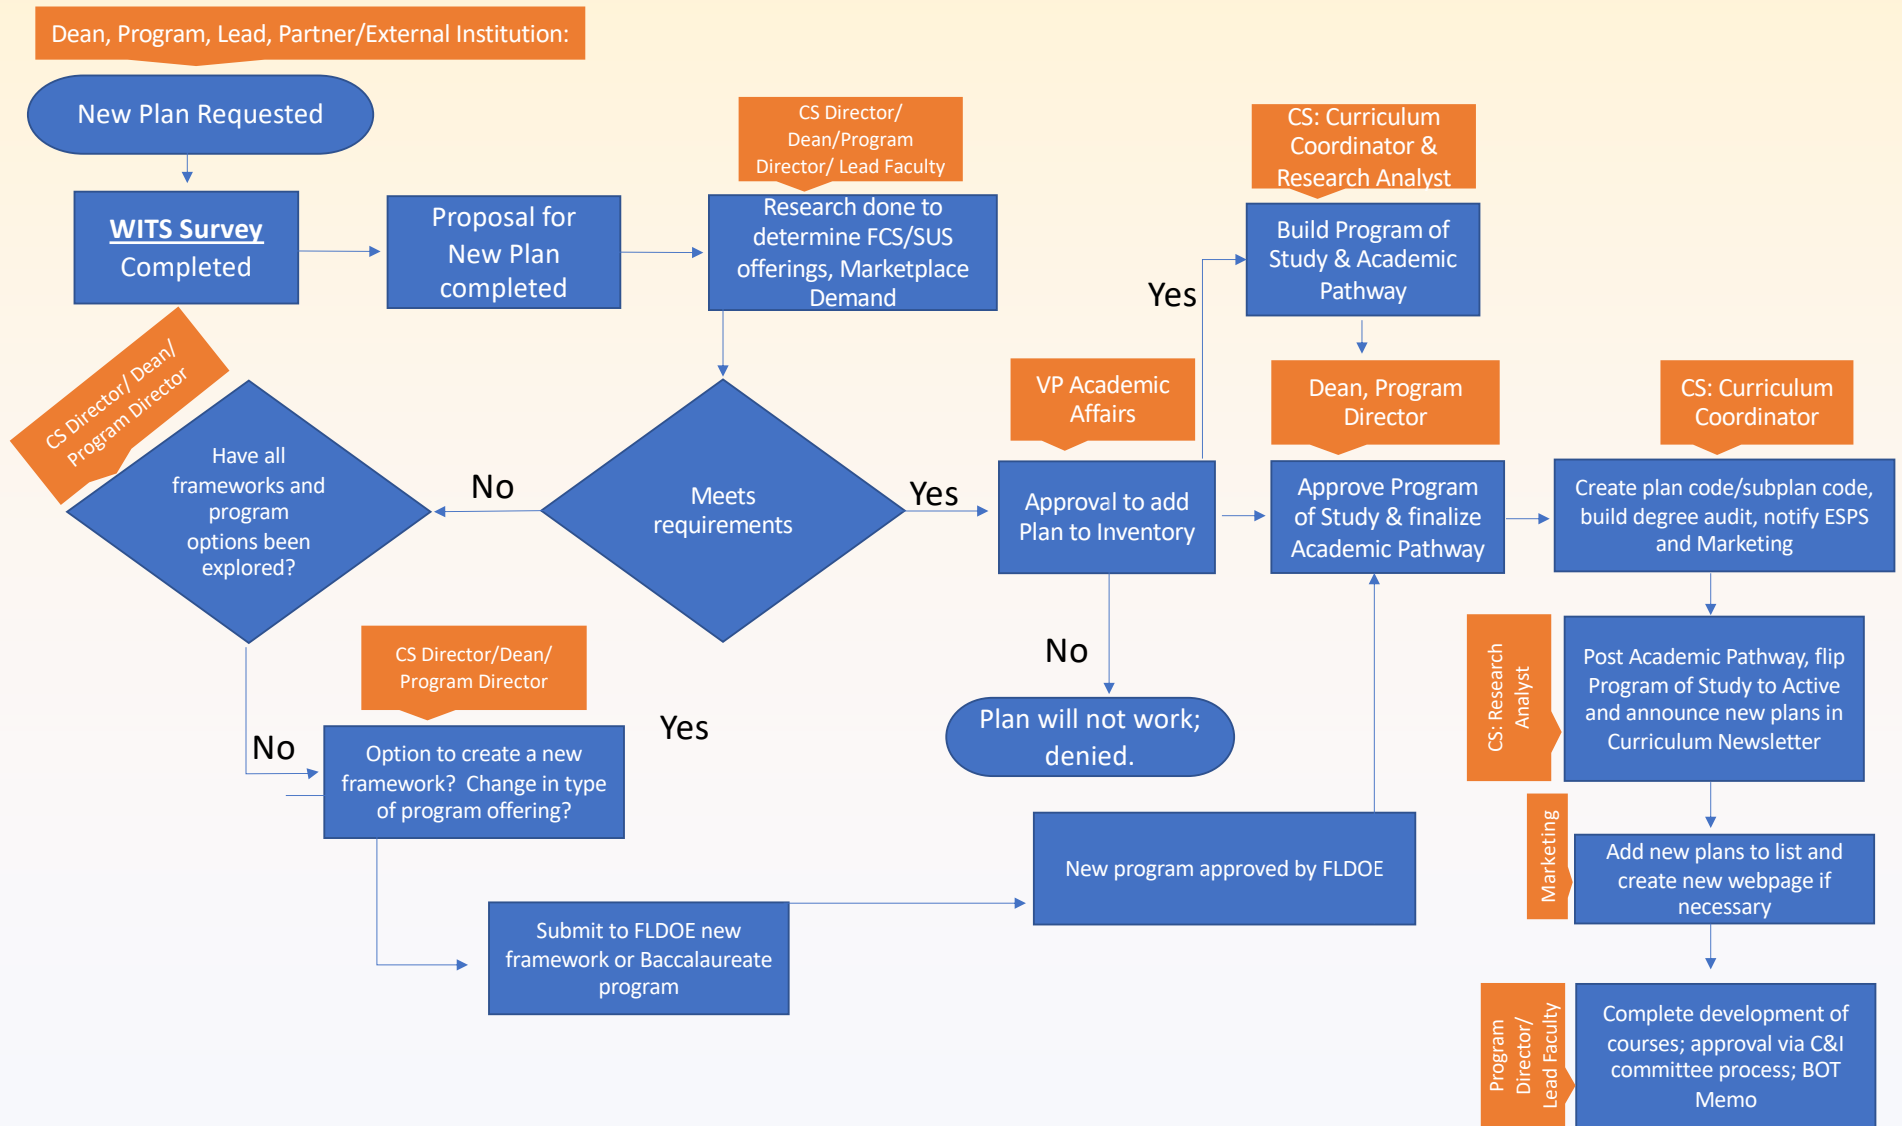 Dean, Program, Lead, Partner/External Institution:
New Plan Requested
WITS Survey
Completed
Proposal for
New Plan
completed
CS Director/
Dean/Program
Director/ Lead Faculty
Research done to
determine FCS/SUS
offerings, Marketplace
Demand
CS: Curriculum
Coordinator &
Research Analyst
Build Program of
Study & Academic
Pathway
Yes
CS Director/ Dean/
Program Director
Have all
frameworks and
program
options been
explored?
No
Meets
requirements
Yes
VP Academic
Affairs
Approval to add
Plan to Inventory
Dean, Program
Director
Approve Program
of Study & finalize
Academic Pathway
CS: Curriculum
Coordinator
Create plan code/subplan code,
build degree audit, notify ESPS
and Marketing
No
Plan will not work;
denied.
CS: Research
Analyst
Post Academic Pathway, flip
Program of Study to Active
and announce new plans in
Curriculum Newsletter
CS Director/Dean/
Program Director
No
Option to create a new
framework? Change in type
of program offering?
Yes
Submit to FLDOE new
framework or Baccalaureate
program
New program approved by FLDOE
Marketing
Add new plans to list and
create new webpage if
necessary
Program
Director/
Lead Faculty
Complete development of
courses; approval via C&I
committee process; BOT
Memo